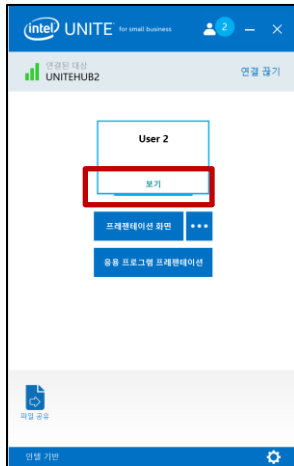 intel UNITE for small business 2
연결된 대상
UNITEHUB2
연결 끊기
User 2
보기
프레젠테이션 화면
응용 프로그램 프레젠테이션
파일 공유
인텔 기반